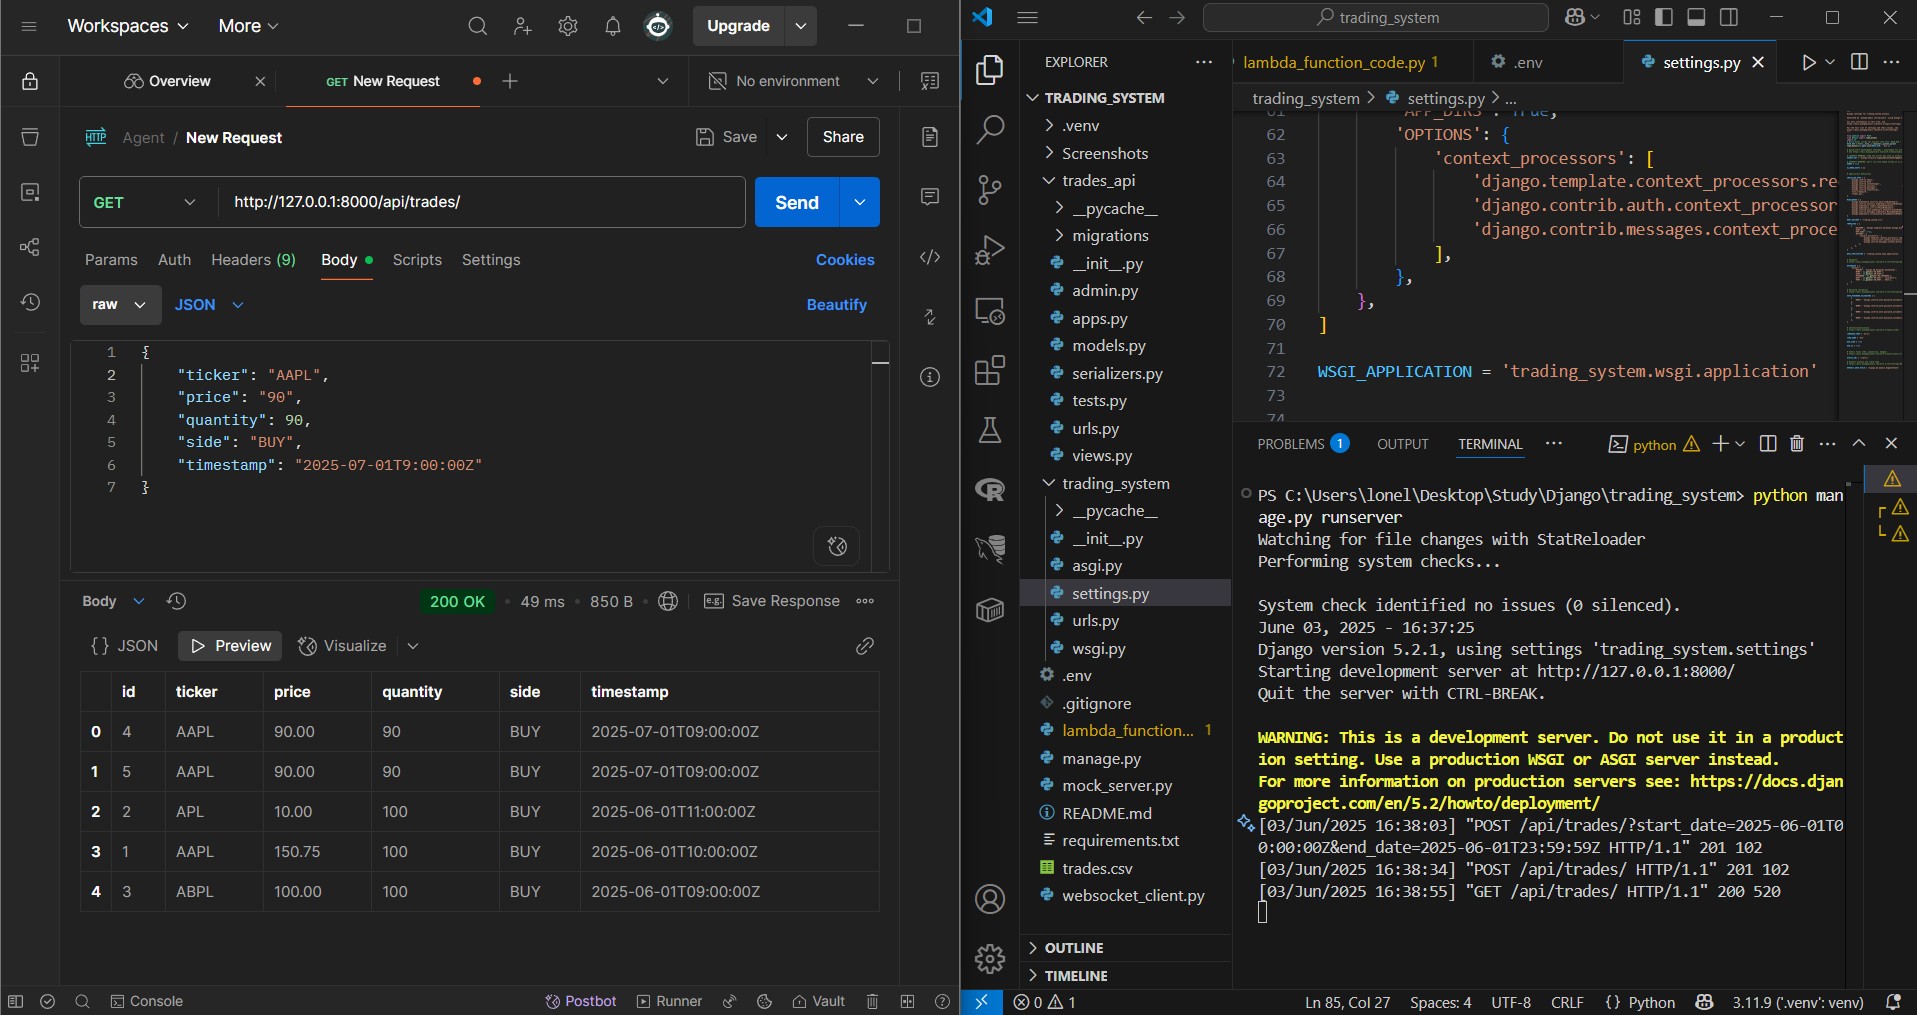 Workspaces
More
Upgrade
Overview
GET New Request
No environment
HTTP
Agent / New Request
Save
Share
GET
http://127.0.0.1:8000/api/trades/
Send
Params
Auth
Headers (9)
Body
Scripts
Settings
Cookies
raw
JSON
Beautify
1 {
2 "ticker": "AAPL",
3 "price": "90",
4 "quantity": 90,
5 "side": "BUY",
6 "timestamp": "2025-07-01T9:00:00Z"
7 }
Body
200 OK • 49 ms • 850 B
e.g. Save Response
{} JSON
Preview
Visualize
id ticker price quantity side timestamp
0 4 AAPL 90.00 90 BUY 2025-07-01T09:00:00Z
1 5 AAPL 90.00 90 BUY 2025-07-01T09:00:00Z
2 2 APL 10.00 100 BUY 2025-06-01T11:00:00Z
3 1 AAPL 150.75 100 BUY 2025-06-01T10:00:00Z
4 3 ABPL 100.00 100 BUY 2025-06-01T09:00:00Z
Console
Postbot
Runner
Vault
trading_system
EXPLORER
TRADING_SYSTEM
.venv
Screenshots
trades_api
__pycache__
migrations
__init__.py
admin.py
apps.py
models.py
serializers.py
tests.py
urls.py
views.py
trading_system
__pycache__
__init__.py
asgi.py
settings.py
urls.py
wsgi.py
.env
.gitignore
lambda_function... 1
manage.py
mock_server.py
README.md
requirements.txt
trades.csv
websocket_client.py
OUTLINE
TIMELINE
lambda_function_code.py 1
.env
settings.py
trading_system > settings.py > ...
61 'APP_DIRS': True,
62 'OPTIONS': {
63 'context_processors': [
64 'django.template.context_processors.re
65 'django.contrib.auth.context_processor
66 'django.contrib.messages.context_proce
67 ],
68 },
69 },
70 ]
71
72 WSGI_APPLICATION = 'trading_system.wsgi.application'
73
74
PROBLEMS 1
OUTPUT
TERMINAL
python
PS C:\Users\lonel\Desktop\Study\Django\trading_system> python man
age.py runserver
Watching for file changes with StatReloader
Performing system checks...
System check identified no issues (0 silenced).
June 03, 2025 - 16:37:25
Django version 5.2.1, using settings 'trading_system.settings'
Starting development server at http://127.0.0.1:8000/
Quit the server with CTRL-BREAK.
WARNING: This is a development server. Do not use it in a product
ion setting. Use a production WSGI or ASGI server instead.
For more information on production servers see: https://docs.djan
goproject.com/en/5.2/howto/deployment/
[03/Jun/2025 16:38:03] "POST /api/trades/?start_date=2025-06-01T0
0:00:00Z&end_date=2025-06-01T23:59:59Z HTTP/1.1" 201 102
[03/Jun/2025 16:38:34] "POST /api/trades/ HTTP/1.1" 201 102
[03/Jun/2025 16:38:55] "GET /api/trades/ HTTP/1.1" 200 520
0 1
Ln 85, Col 27
Spaces: 4
UTF-8
CRLF
{} Python
3.11.9 ('.venv': venv)